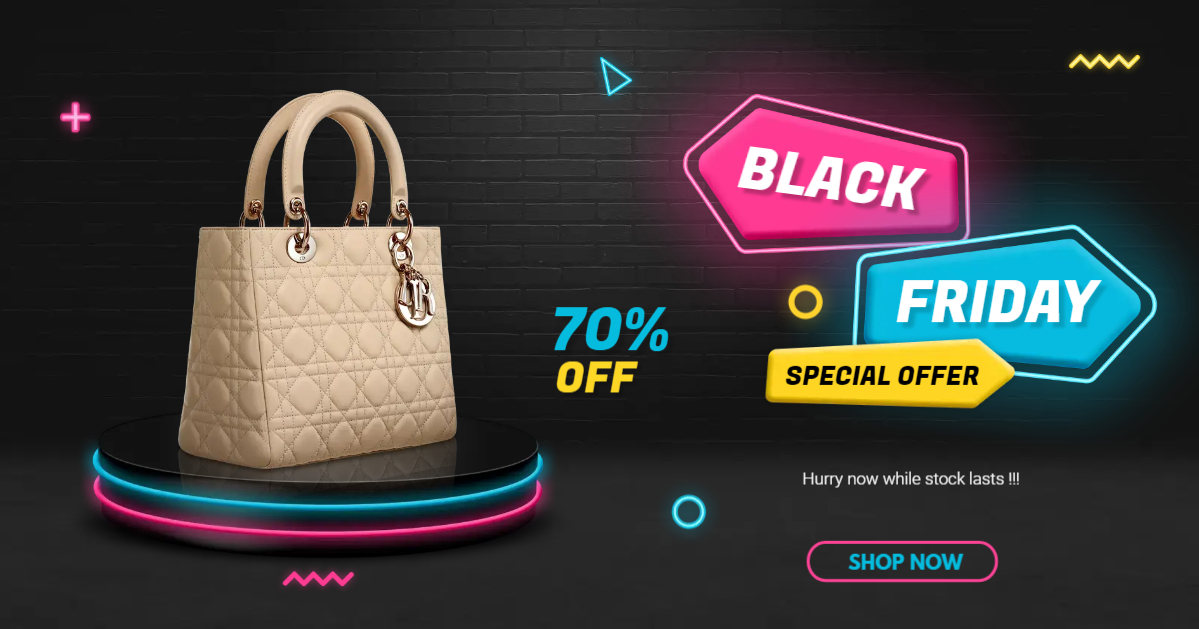 BLACK
FRIDAY
SPECIAL OFFER
70%
OFF
Hurry now while stock lasts !!!
SHOP NOW